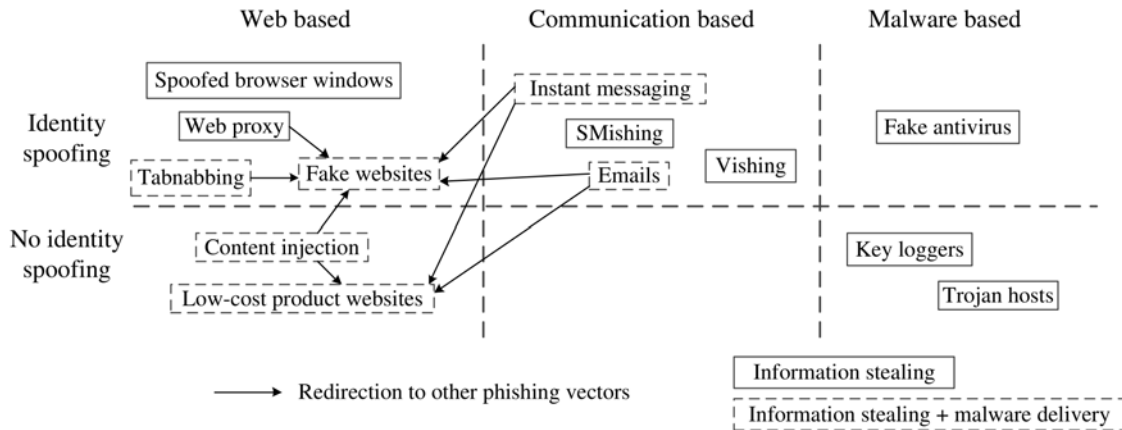 Web based
Communication based
Malware based
Identity
spoofing
Spoofed browser windows
Web proxy
Tabnabbing
Fake websites
Instant messaging
SMishing
Emails
Vishing
Fake antivirus
No identity
spoofing
Content injection
Low-cost product websites
Key loggers
Trojan hosts
Redirection to other phishing vectors
Information stealing
Information stealing + malware delivery